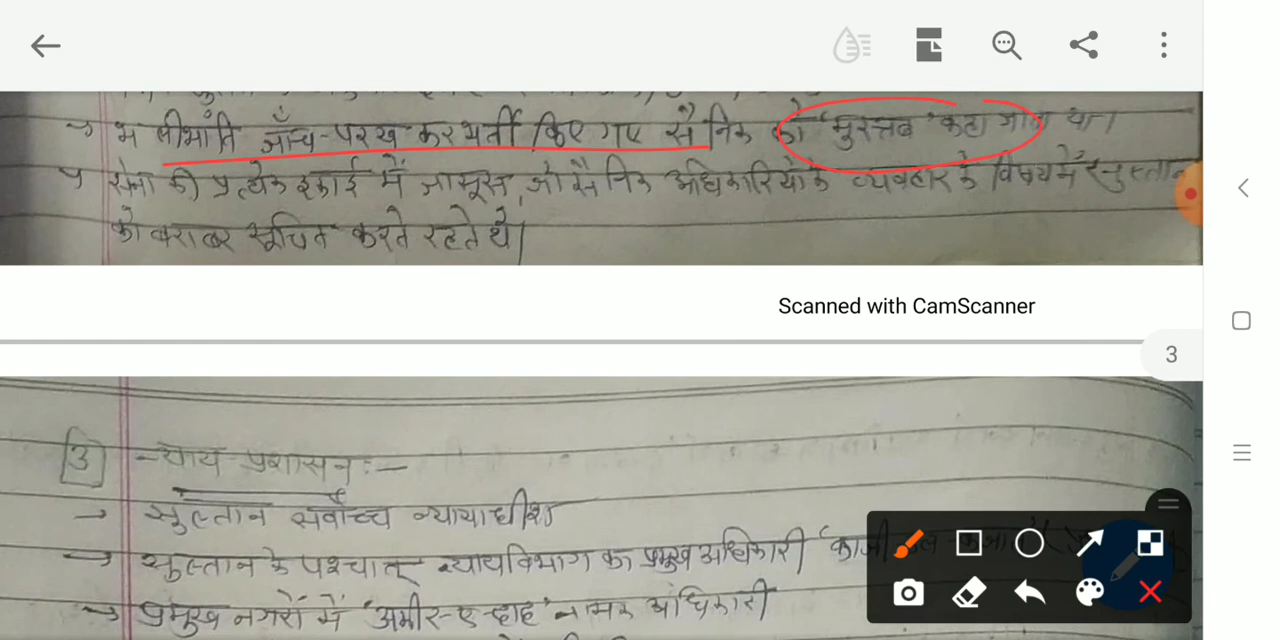 → भलीभांति जाँच-परख कर भर्ती किए गए सैनिक को 'मुरत्तब' कहा जाता था।
→ सेना की प्रत्येक इकाई में जासूस, जो सैनिक अधिकारियों के व्यवहार के विषय में सुल्तान
को बराबर सूचित करते रहते थे।
Scanned with CamScanner
3
3 न्याय प्रशासन :-
→ सुल्तान सर्वोच्च न्यायाधीश
→ सुल्तान के पश्चात् न्याय विभाग का प्रमुख अधिकारी
→ प्रमुख नगरों में 'अमीर-ए-दाद' नामक अधिकारी